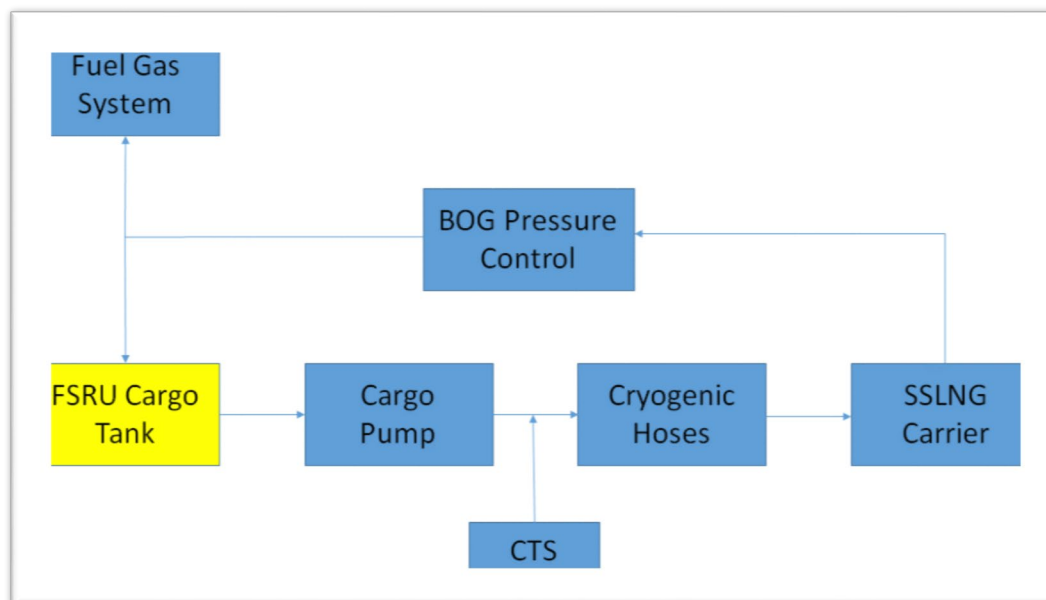 Fuel Gas
System
BOG Pressure
Control
FSRU Cargo
Tank
Cargo
Pump
Cryogenic
Hoses
SSLNG
Carrier
CTS